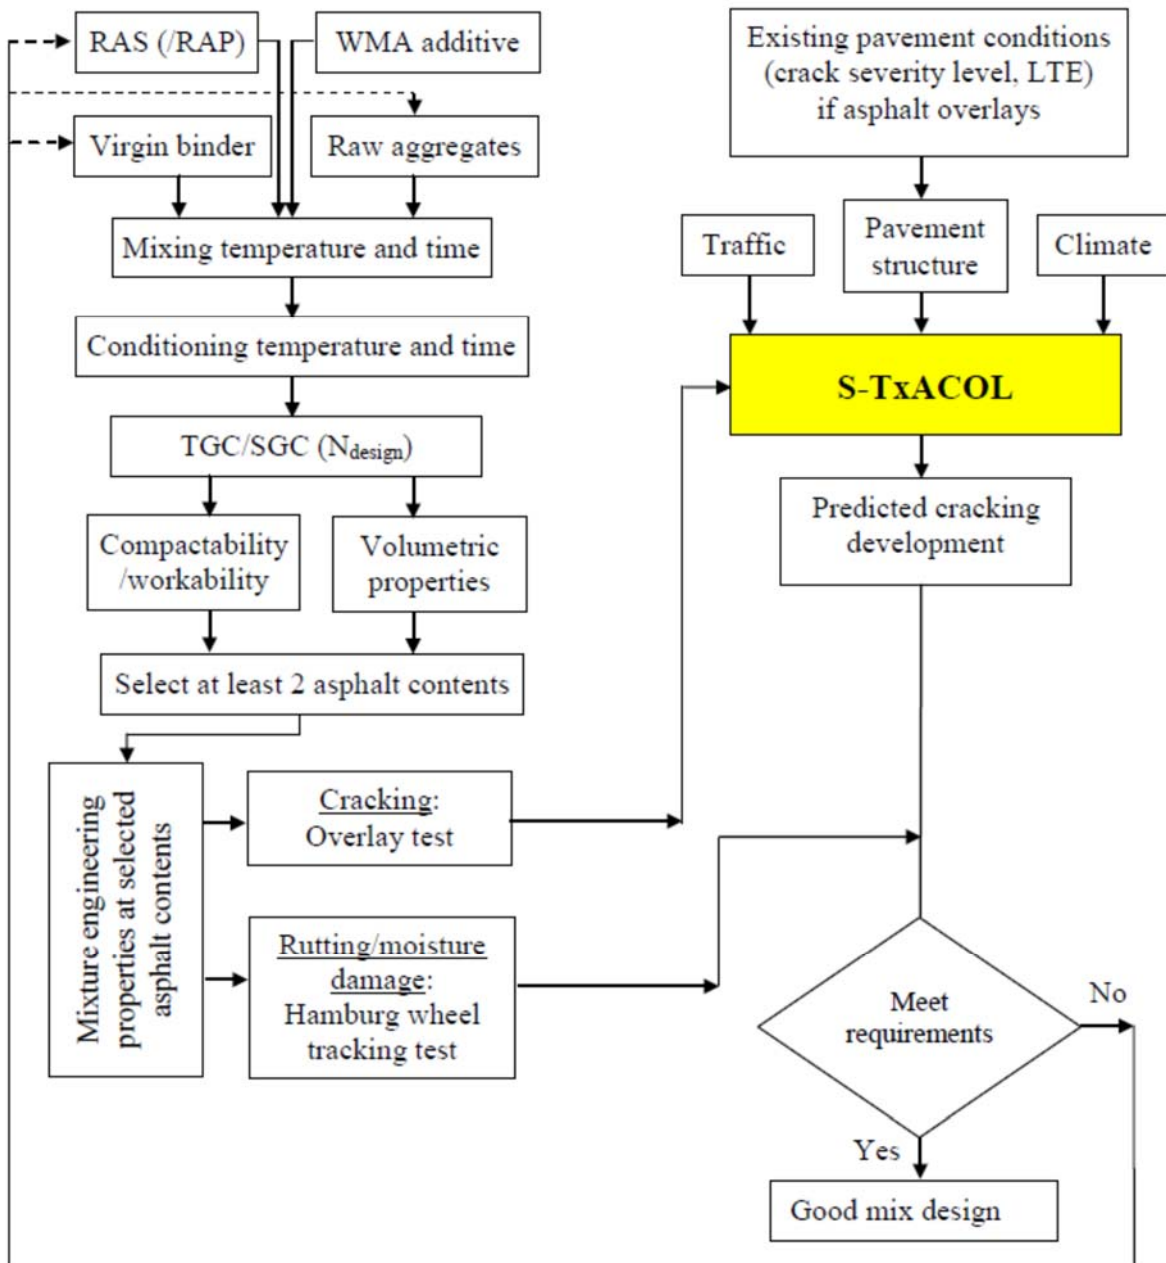 RAS (/RAP)
WMA additive
Virgin binder
Raw aggregates
Mixing temperature and time
Conditioning temperature and time
TGC/SGC (Ndesign)
Compactability
/workability
Volumetric
properties
Select at least 2 asphalt contents
Mixture engineering
properties at selected
asphalt contents
Cracking:
Overlay test
Rutting/moisture
damage:
Hamburg wheel
tracking test
Existing pavement conditions
(crack severity level, LTE)
if asphalt overlays
Traffic
Pavement
structure
Climate
S-TxACOL
Predicted cracking
development
Meet
requirements
No
Yes
Good mix design